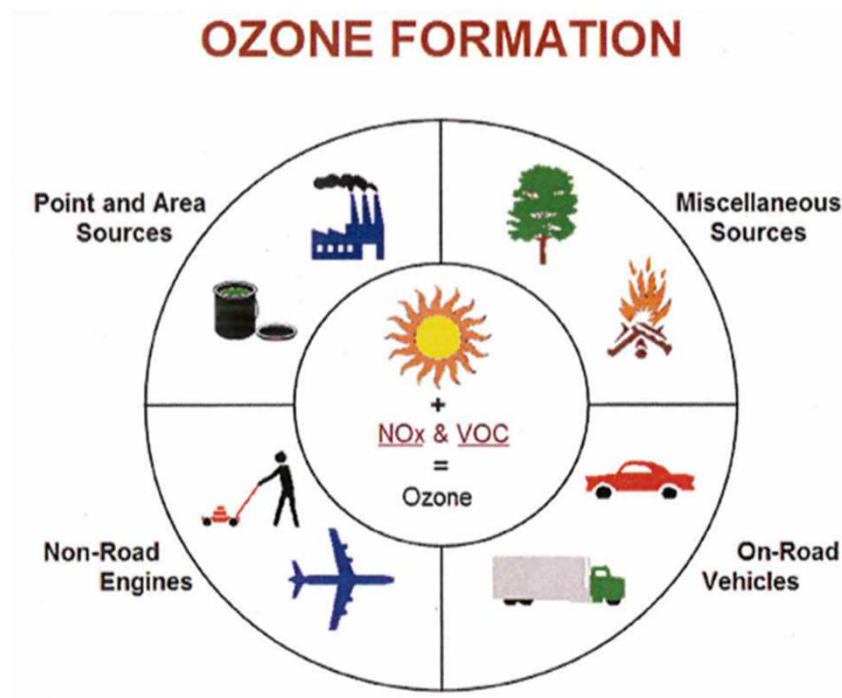 OZONE FORMATION
Point and Area
Sources
Miscellaneous
Sources
+
NOx & VOC
=
Ozone
Non-Road
Engines
On-Road
Vehicles